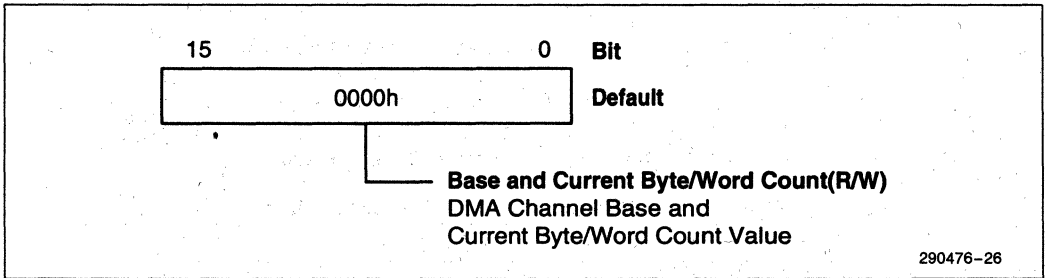 15 0 Bit
0000h Default
Base and Current Byte/Word Count(R/W)
DMA Channel Base and
Current Byte/Word Count Value
290476-26